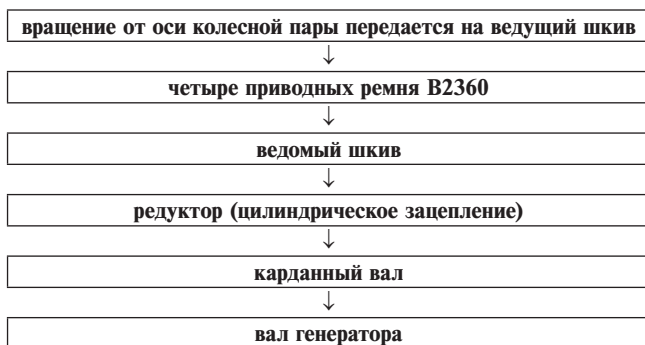 вращение от оси колесной пары передается на ведущий шкив
↓
четыре приводных ремня В2360
↓
ведомый шкив
↓
редуктор (цилиндрическое зацепление)
↓
карданный вал
↓
вал генератора